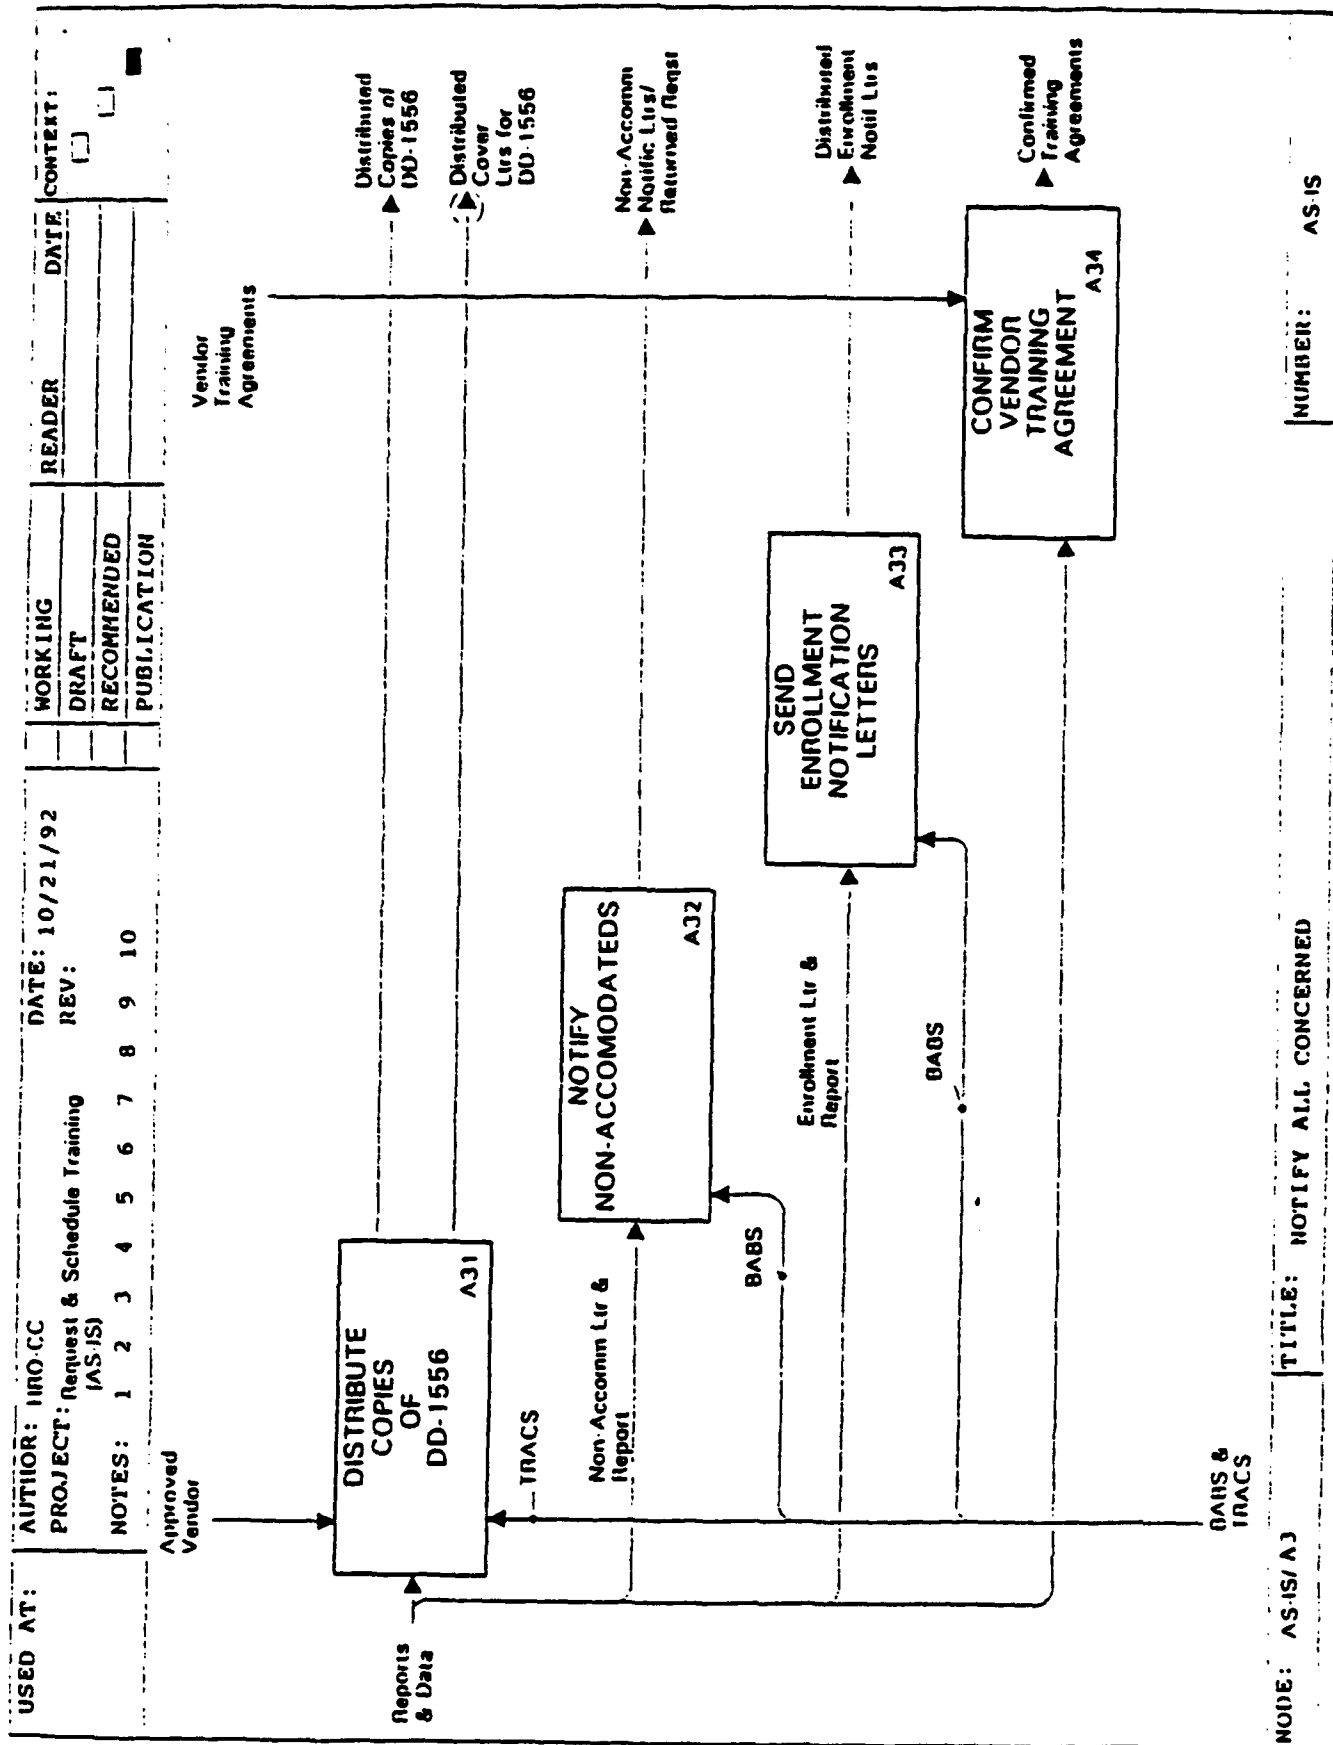 USED AT:
AUTHOR: HRO-CC
DATE: 10/21/92
PROJECT: Request & Schedule Training
(AS-IS)
REV:
NOTES: 1 2 3 4 5 6 7 8 9 10
WORKING
DRAFT
RECOMMENDED
PUBLICATION
READER
DATE
CONTEXT:
Approved
Vendor
Vendor
Training
Agreements
Reports
& Data
DISTRIBUTE
COPIES
OF
DD-1556
A31
Distributed
Copies of
DD-1556
Distributed
Cover
Ltrs for
DD-1556
TRACS
Non-Accomm Ltr &
Report
NOTIFY
NON-ACCOMODATEDS
A32
Non-Accomm
Notific Ltrs/
Returned Reqst
BABS
Enrollment Ltr &
Report
SEND
ENROLLMENT
NOTIFICATION
LETTERS
A33
Distributed
Enrollment
Notif Ltrs
BABS
CONFIRM
VENDOR
TRAINING
AGREEMENT
A34
Confirmed
Training
Agreements
BABS &
TRACS
NODE: AS-IS/A3
TITLE: NOTIFY ALL CONCERNED
NUMBER: AS-IS